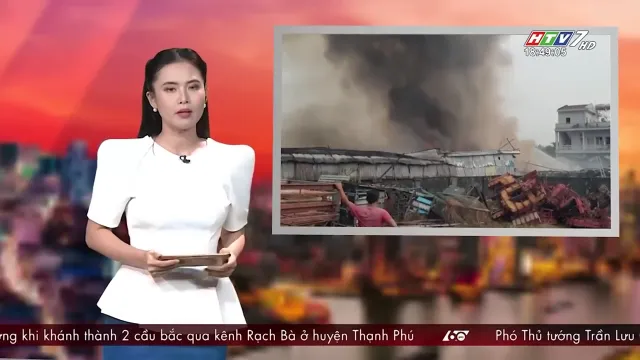 HTV7 HD
18:49:05
ng khi khánh thành 2 cầu bắc qua kênh Rạch Bà ở huyện Thạnh Phú 60 Phó Thủ tướng Trần Lưu